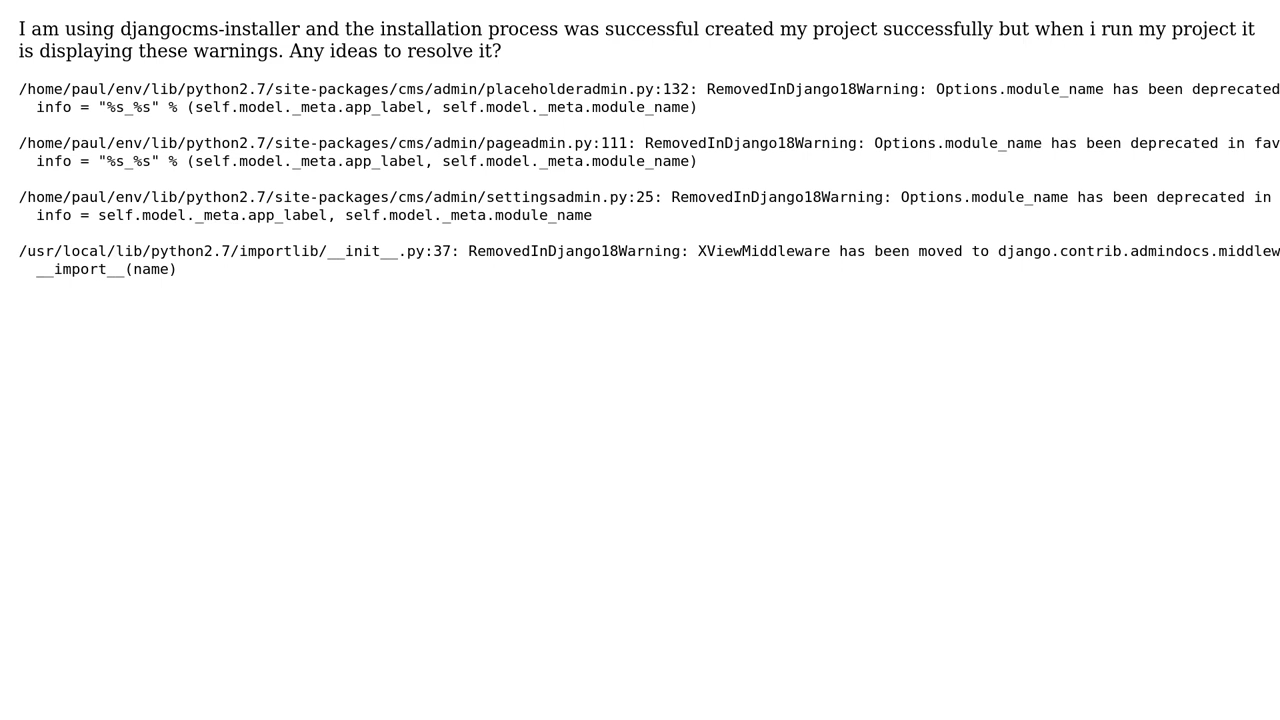 I am using djangocms-installer and the installation process was successful created my project successfully but when i run my project it
is displaying these warnings. Any ideas to resolve it?
/home/paul/env/lib/python2.7/site-packages/cms/admin/placeholderadmin.py:132: RemovedInDjango18Warning: Options.module_name has been deprecated
info = "%s_%s" % (self.model._meta.app_label, self.model._meta.module_name)
/home/paul/env/lib/python2.7/site-packages/cms/admin/pageadmin.py:111: RemovedInDjango18Warning: Options.module_name has been deprecated in fav
info = "%s_%s" % (self.model._meta.app_label, self.model._meta.module_name)
/home/paul/env/lib/python2.7/site-packages/cms/admin/settingsadmin.py:25: RemovedInDjango18Warning: Options.module_name has been deprecated in
info = self.model._meta.app_label, self.model._meta.module_name
/usr/local/lib/python2.7/importlib/__init__.py:37: RemovedInDjango18Warning: XViewMiddleware has been moved to django.contrib.admindocs.middlew
__import__(name)